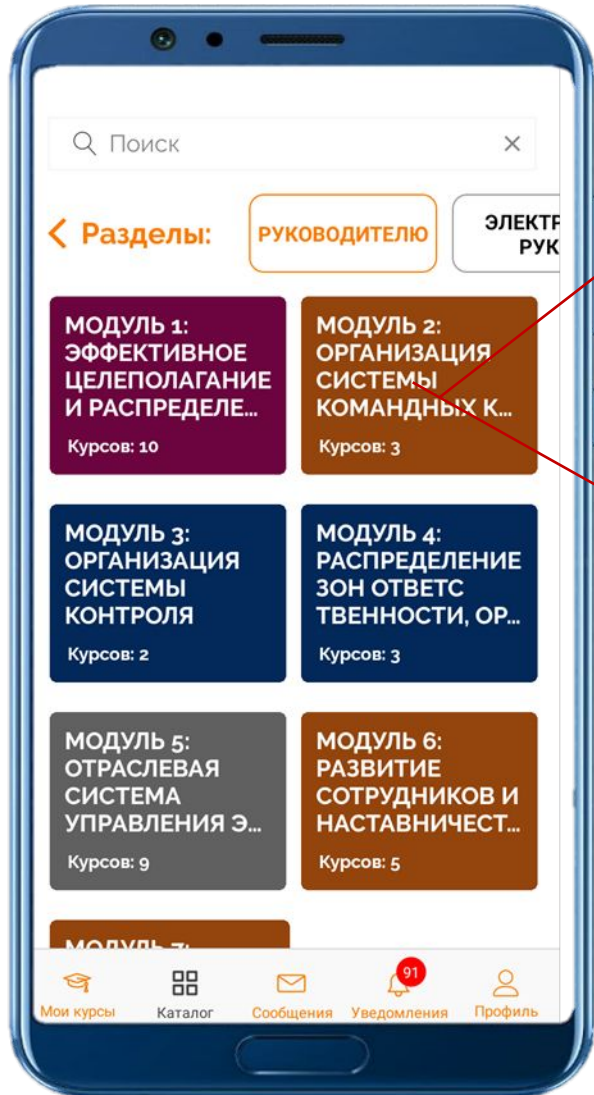 Поиск
Разделы:
РУКОВОДИТЕЛЮ
ЭЛЕКТР
РУК
МОДУЛЬ 1:
ЭФФЕКТИВНОЕ
ЦЕЛЕПОЛАГАНИЕ
И РАСПРЕДЕЛЕ...
Курсов: 10
МОДУЛЬ 2:
ОРГАНИЗАЦИЯ
СИСТЕМЫ
КОМАНДНЫХ К...
Курсов: 3
МОДУЛЬ 3:
ОРГАНИЗАЦИЯ
СИСТЕМЫ
КОНТРОЛЯ
Курсов: 2
МОДУЛЬ 4:
РАСПРЕДЕЛЕНИЕ
ЗОН ОТВЕТС
ТВЕННОСТИ, ОР...
Курсов: 3
МОДУЛЬ 5:
ОТРАСЛЕВАЯ
СИСТЕМА
УПРАВЛЕНИЯ Э...
Курсов: 9
МОДУЛЬ 6:
РАЗВИТИЕ
СОТРУДНИКОВ И
НАСТАВНИЧЕСТ...
Курсов: 5
МОДУЛЬ 7:
91
Мои курсы
Каталог
Сообщения
Уведомления
Профиль